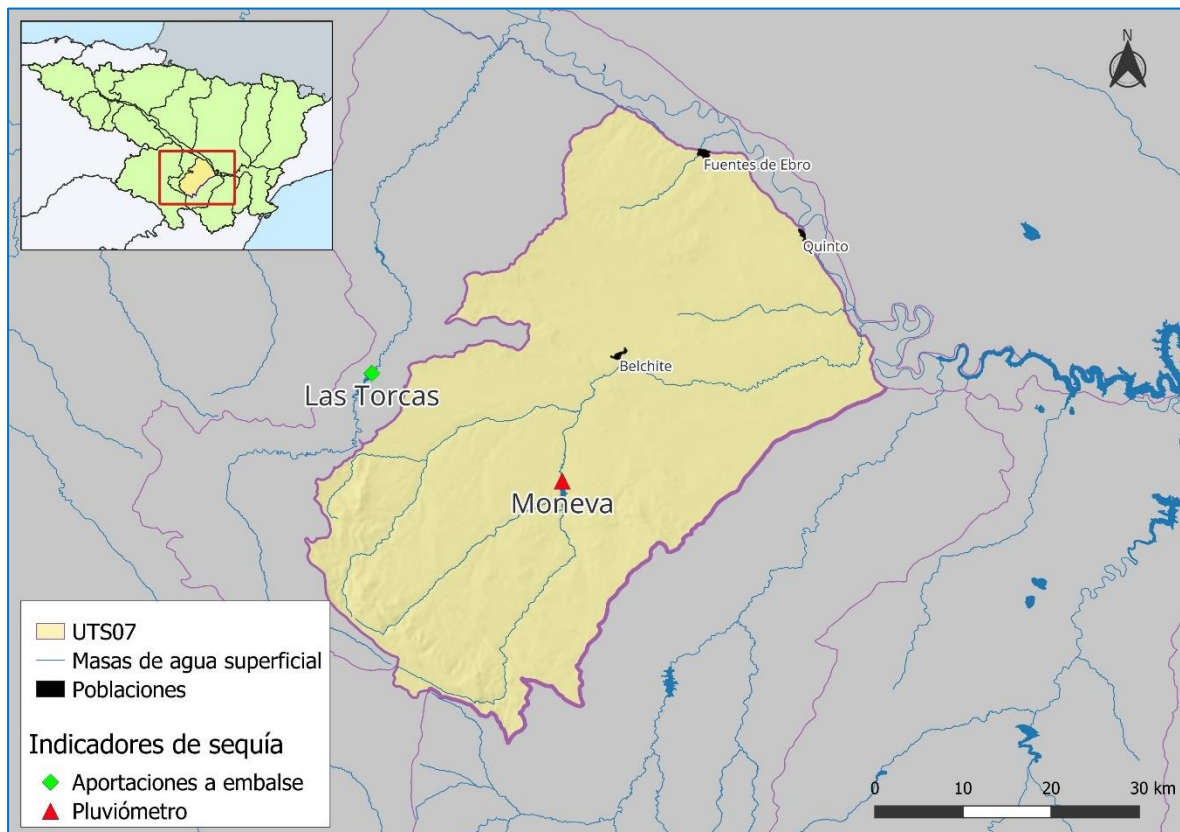 N
Fuentes de Ebro
Quinto
Belchite
Las Torcas
Moneva
UTS07
Masas de agua superficial
Poblaciones
Indicadores de sequía
Aportaciones a embalse
Pluviómetro
0 10 20 30 km